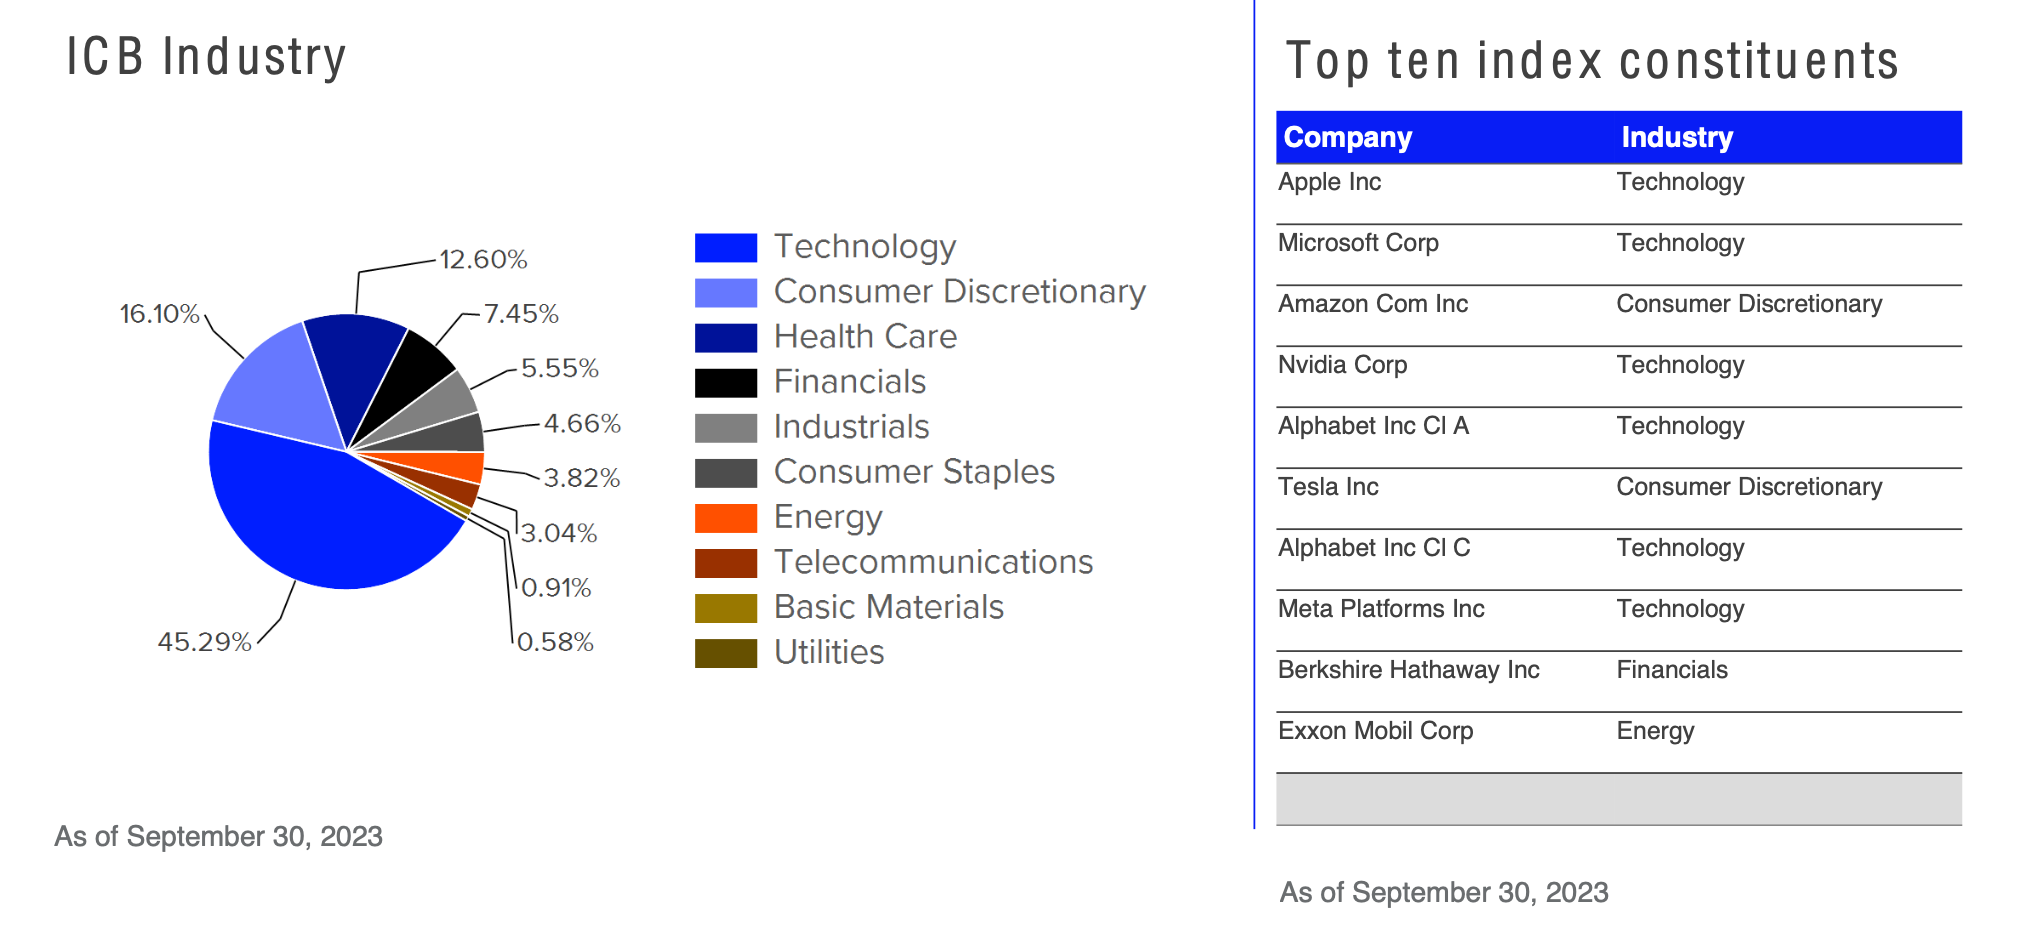 ICB Industry
12.60%
16.10%
7.45%
5.55%
4.66%
3.82%
3.04%
0.91%
0.58%
45.29%
Technology
Consumer Discretionary
Health Care
Financials
Industrials
Consumer Staples
Energy
Telecommunications
Basic Materials
Utilities
As of September 30, 2023
Top ten index constituents
Company Industry
Apple Inc Technology
Microsoft Corp Technology
Amazon Com Inc Consumer Discretionary
Nvidia Corp Technology
Alphabet Inc Cl A Technology
Tesla Inc Consumer Discretionary
Alphabet Inc Cl C Technology
Meta Platforms Inc Technology
Berkshire Hathaway Inc Financials
Exxon Mobil Corp Energy
As of September 30, 2023